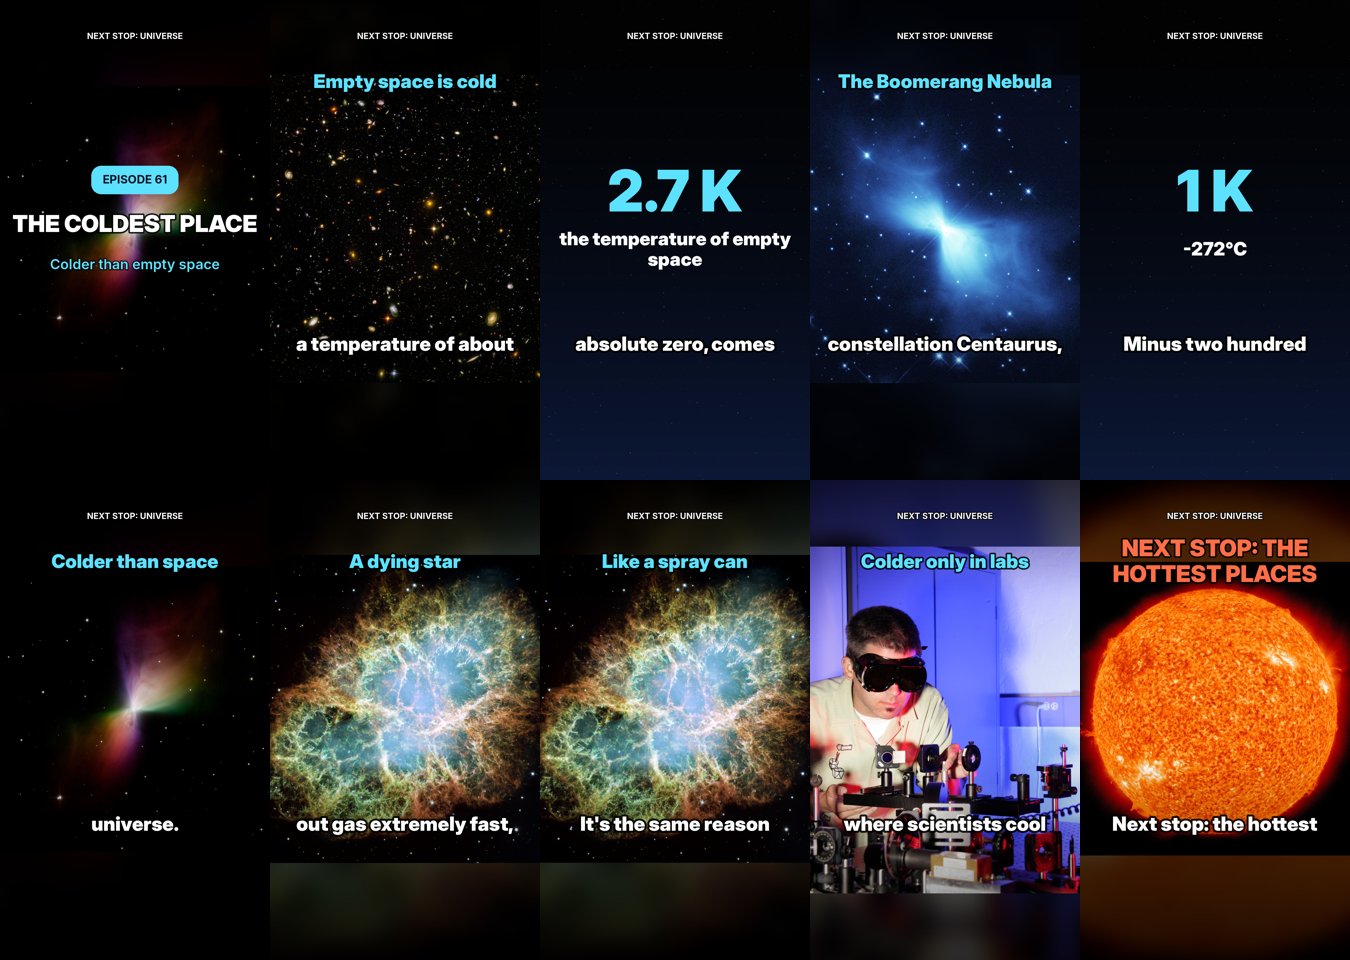 NEXT STOP: UNIVERSE
EPISODE 61
THE COLDEST PLACE
Colder than empty space
NEXT STOP: UNIVERSE
Empty space is cold
a temperature of about
NEXT STOP: UNIVERSE
2.7 K
the temperature of empty
space
absolute zero, comes
NEXT STOP: UNIVERSE
The Boomerang Nebula
constellation Centaurus,
NEXT STOP: UNIVERSE
1 K
-272°C
Minus two hundred
NEXT STOP: UNIVERSE
Colder than space
universe.
NEXT STOP: UNIVERSE
A dying star
out gas extremely fast,
NEXT STOP: UNIVERSE
Like a spray can
It's the same reason
NEXT STOP: UNIVERSE
Colder only in labs
where scientists cool
NEXT STOP: UNIVERSE
NEXT STOP: THE
HOTTEST PLACES
Next stop: the hottest